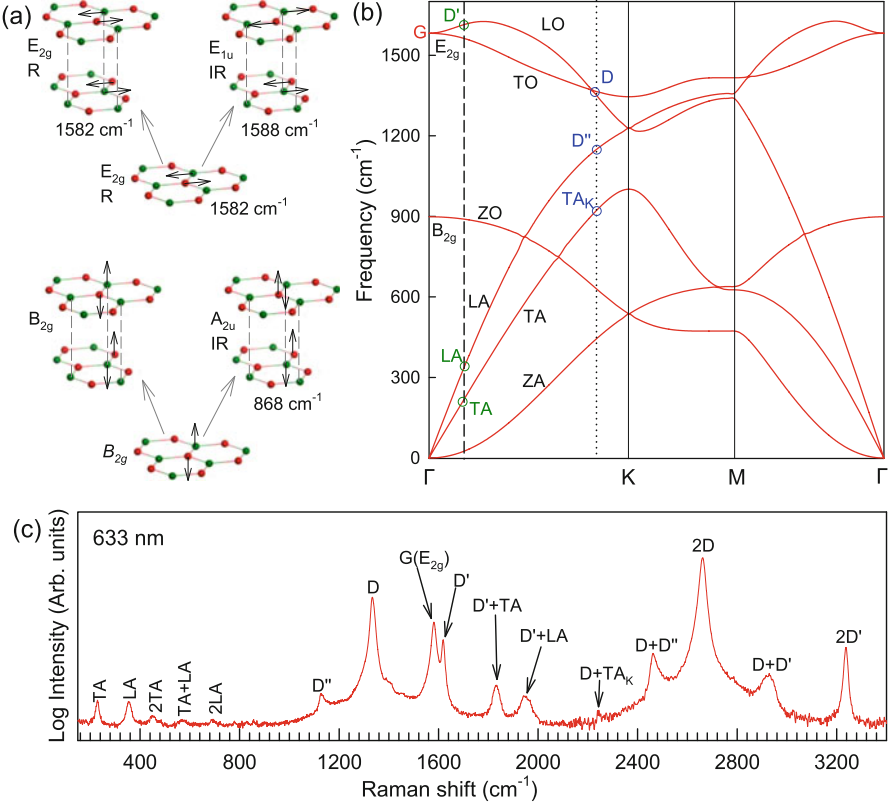 (a)
E2g
R
1582 cm-1
E1u
IR
1588 cm-1
E2g
R
1582 cm-1
B2g
A2u
IR
868 cm-1
B2g
(b)
Frequency (cm-1)
1500
1200
900
600
300
0
G
D'
E2g
LO
TO
D
D"
TAK
ZO
B2g
LA
TA
ZA
LA
TA
Γ K M Γ
(c)
633 nm
Log Intensity (Arb. units)
TA
LA
2TA
TA+LA
2LA
D"
D
G(E2g)
D'
D'+TA
D'+LA
D+TAK
D+D"
2D
D+D'
2D'
400 800 1200 1600 2000 2400 2800 3200
Raman shift (cm-1)